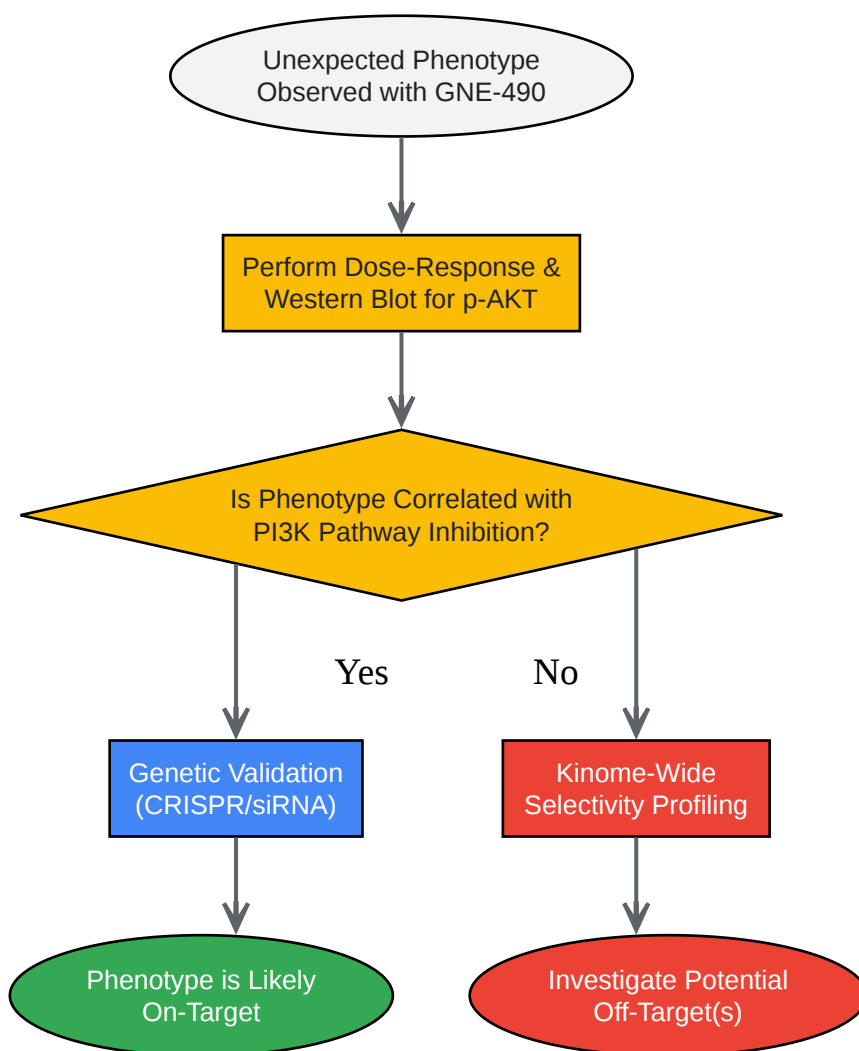 Unexpected Phenotype
Observed with GNE-490
Perform Dose-Response &
Western Blot for p-AKT
Is Phenotype Correlated with
PI3K Pathway Inhibition?
Yes
No
Genetic Validation
(CRISPR/siRNA)
Kinome-Wide
Selectivity Profiling
Phenotype is Likely
On-Target
Investigate Potential
Off-Target(s)